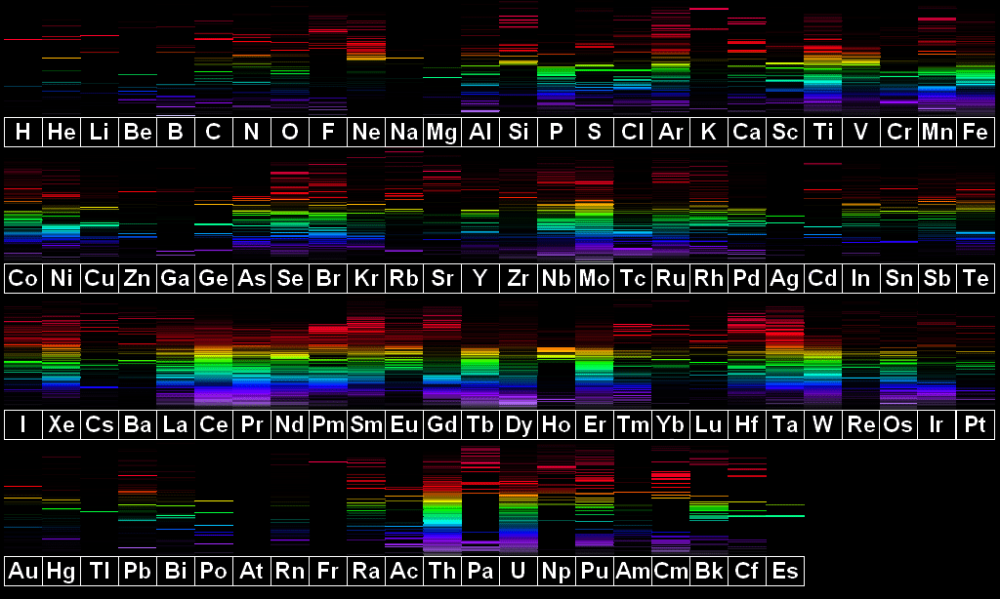 H He Li Be B C N O F Ne Na Mg Al Si P S Cl Ar K Ca Sc Ti V Cr Mn Fe
Co Ni Cu Zn Ga Ge As Se Br Kr Rb Sr Y Zr Nb Mo Tc Ru Rh Pd Ag Cd In Sn Sb Te
I Xe Cs Ba La Ce Pr Nd Pm Sm Eu Gd Tb Dy Ho Er Tm Yb Lu Hf Ta W Re Os Ir Pt
Au Hg Tl Pb Bi Po At Rn Fr Ra Ac Th Pa U Np Pu Am Cm Bk Cf Es